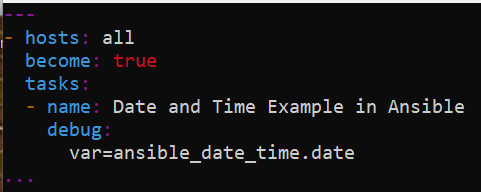 ---
- hosts: all
  become: true
  tasks:
  - name: Date and Time Example in Ansible
    debug:
      var=ansible_date_time.date
...